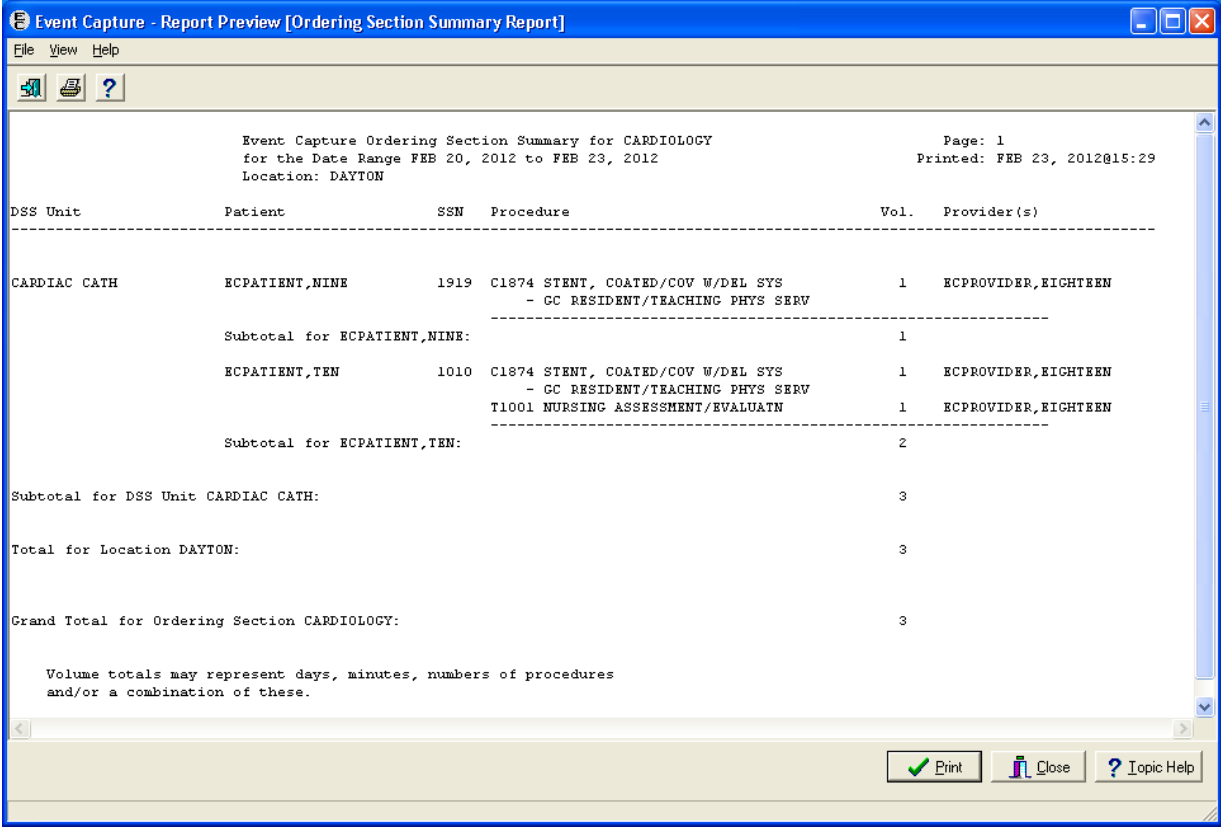 Event Capture - Report Preview [Ordering Section Summary Report]
File View Help
Event Capture Ordering Section Summary for CARDIOLOGY Page: 1
for the Date Range FEB 20, 2012 to FEB 23, 2012 Printed: FEB 23, 2012@15:29
Location: DAYTON
DSS Unit Patient SSN Procedure Vol. Provider(s)
CARDIAC CATH ECPATIENT,NINE 1919 C1874 STENT, COATED/COV W/DEL SYS 1 ECPROVIDER,EIGHTEEN
- GC RESIDENT/TEACHING PHYS SERV
Subtotal for ECPATIENT,NINE: 1
ECPATIENT,TEN 1010 C1874 STENT, COATED/COV W/DEL SYS 1 ECPROVIDER,EIGHTEEN
- GC RESIDENT/TEACHING PHYS SERV
T1001 NURSING ASSESSMENT/EVALUATN 1 ECPROVIDER,EIGHTEEN
Subtotal for ECPATIENT,TEN: 2
Subtotal for DSS Unit CARDIAC CATH: 3
Total for Location DAYTON: 3
Grand Total for Ordering Section CARDIOLOGY: 3
Volume totals may represent days, minutes, numbers of procedures
and/or a combination of these.
Print Close Topic Help